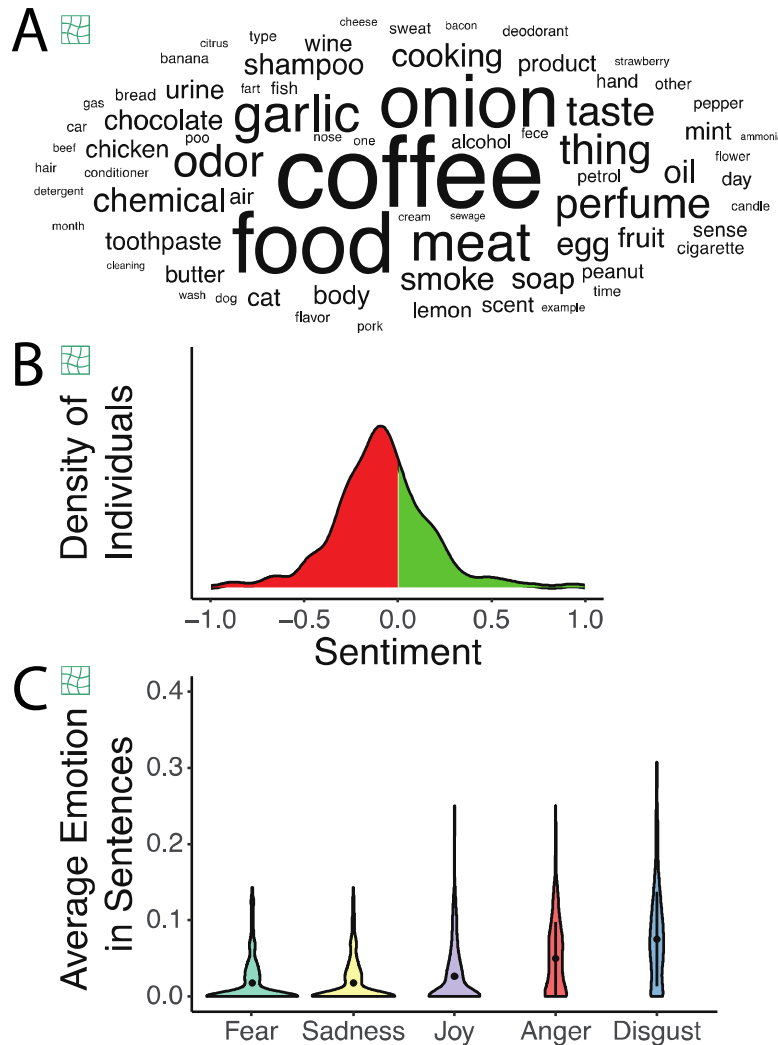 A
cheese sweat bacon deodorant
citrus type wine cooking
banana shampoo product strawberry
gas bread urine fart fish onion hand other
car chocolate garlic taste pepper
poo nose one alcohol fece mint ammonia
beef chicken odor coffee thing flower
hair conditioner petrol oil day
detergent chemical air perfume candle
month cream sewage sense
toothpaste food meat egg fruit cigarette
cleaning butter smoke soap peanut
wash dog cat body lemon scent example time
flavor pork
B
Density of
Individuals
−1.0 −0.5 0.0 0.5 1.0
Sentiment
C
Average Emotion
in Sentences
0.4
0.3
0.2
0.1
0.0
Fear Sadness Joy Anger Disgust